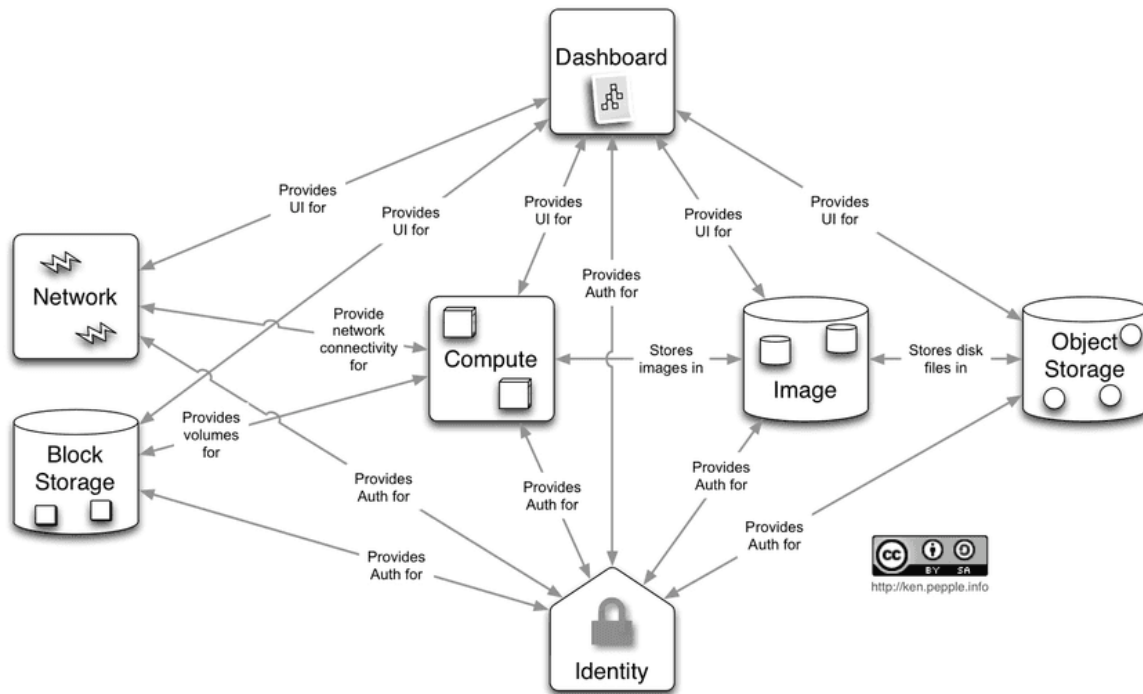 Dashboard
Provides
UI for
Provides
UI for
Provides
UI for
Provides
UI for
Provides
UI for
Provides
Auth for
Network
Provide
network
connectivity
for
Compute
Stores
images in
Image
Stores disk
files in
Object
Storage
Block
Storage
Provides
volumes
for
Provides
Auth for
Provides
Auth for
Provides
Auth for
Provides
Auth for
Provides
Auth for
Identity
cc
BY SA
http://ken.pepple.info